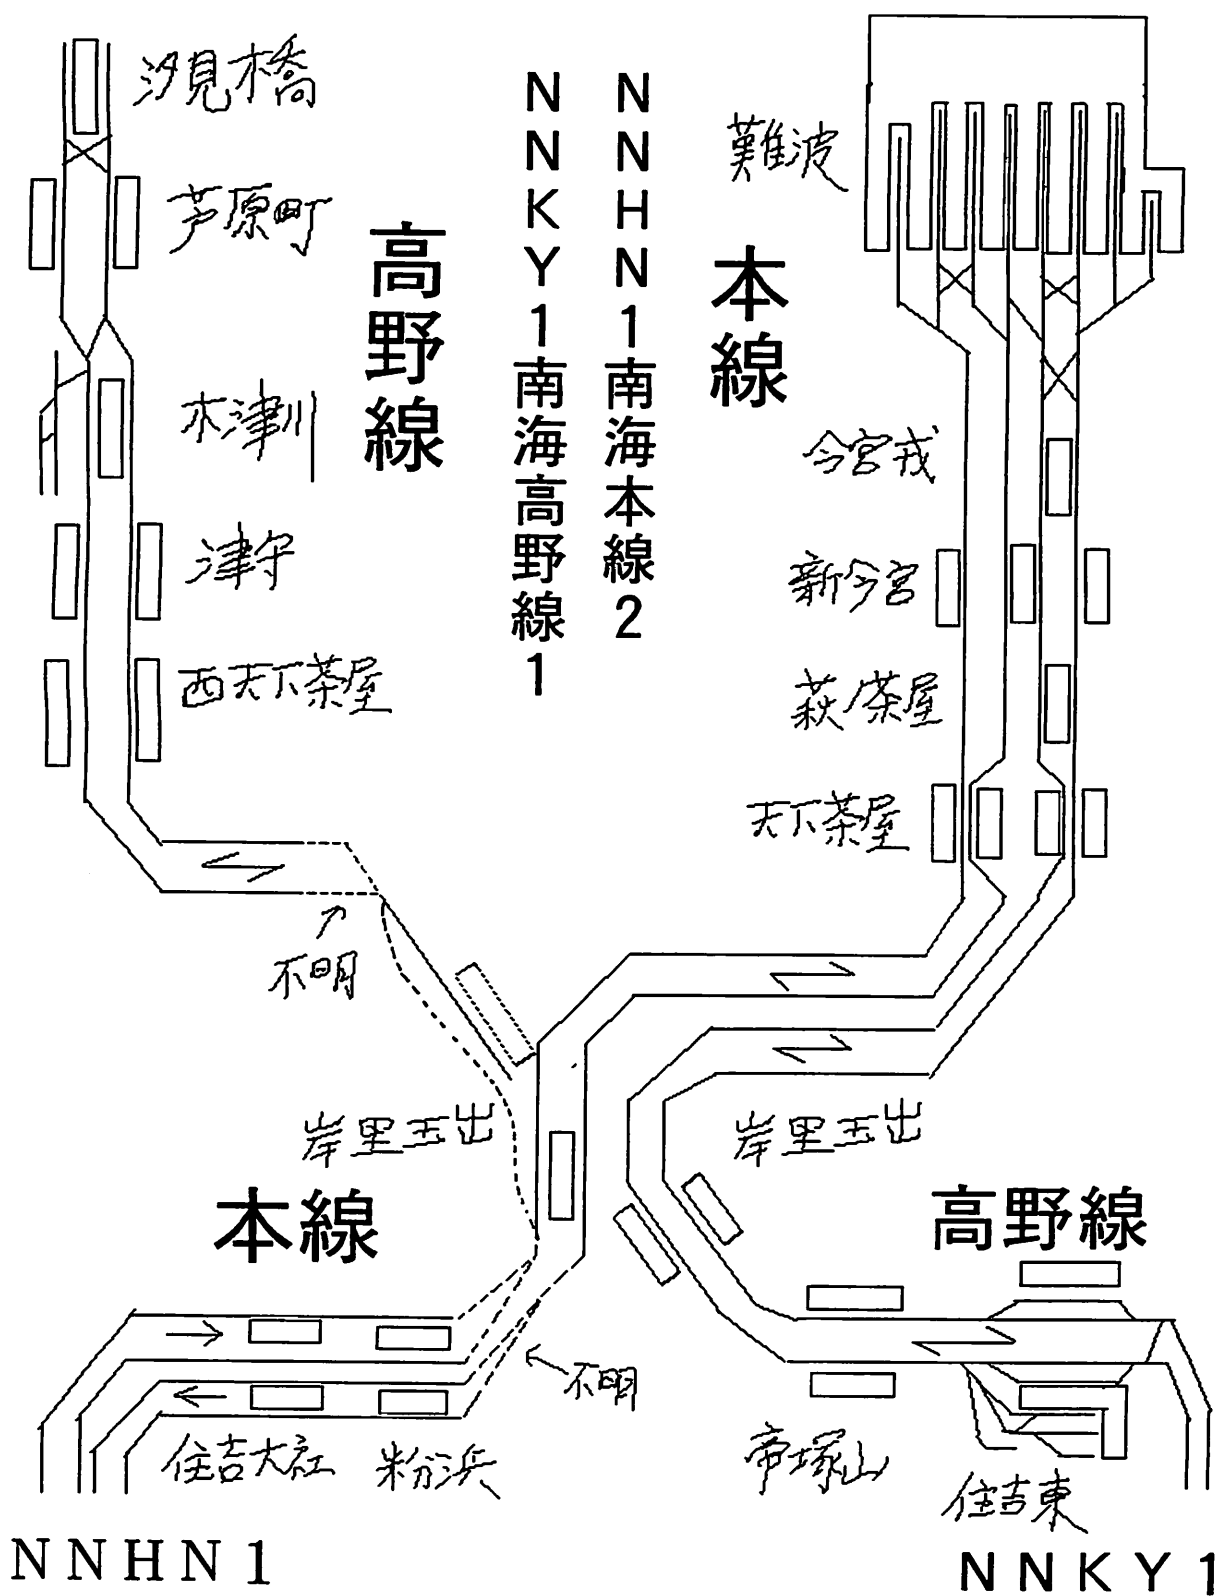 NNHN1南海本線2
NNKY1南海高野線1
高野線
本線
汐見橋
芦原町
木津川
津守
西天下茶屋
不明
岸里玉出
難波
今宮戎
新今宮
萩ノ茶屋
天下茶屋
岸里玉出
本線
高野線
不明
住吉大社
粉浜
帝塚山
住吉東
NNHN1
NNKY1